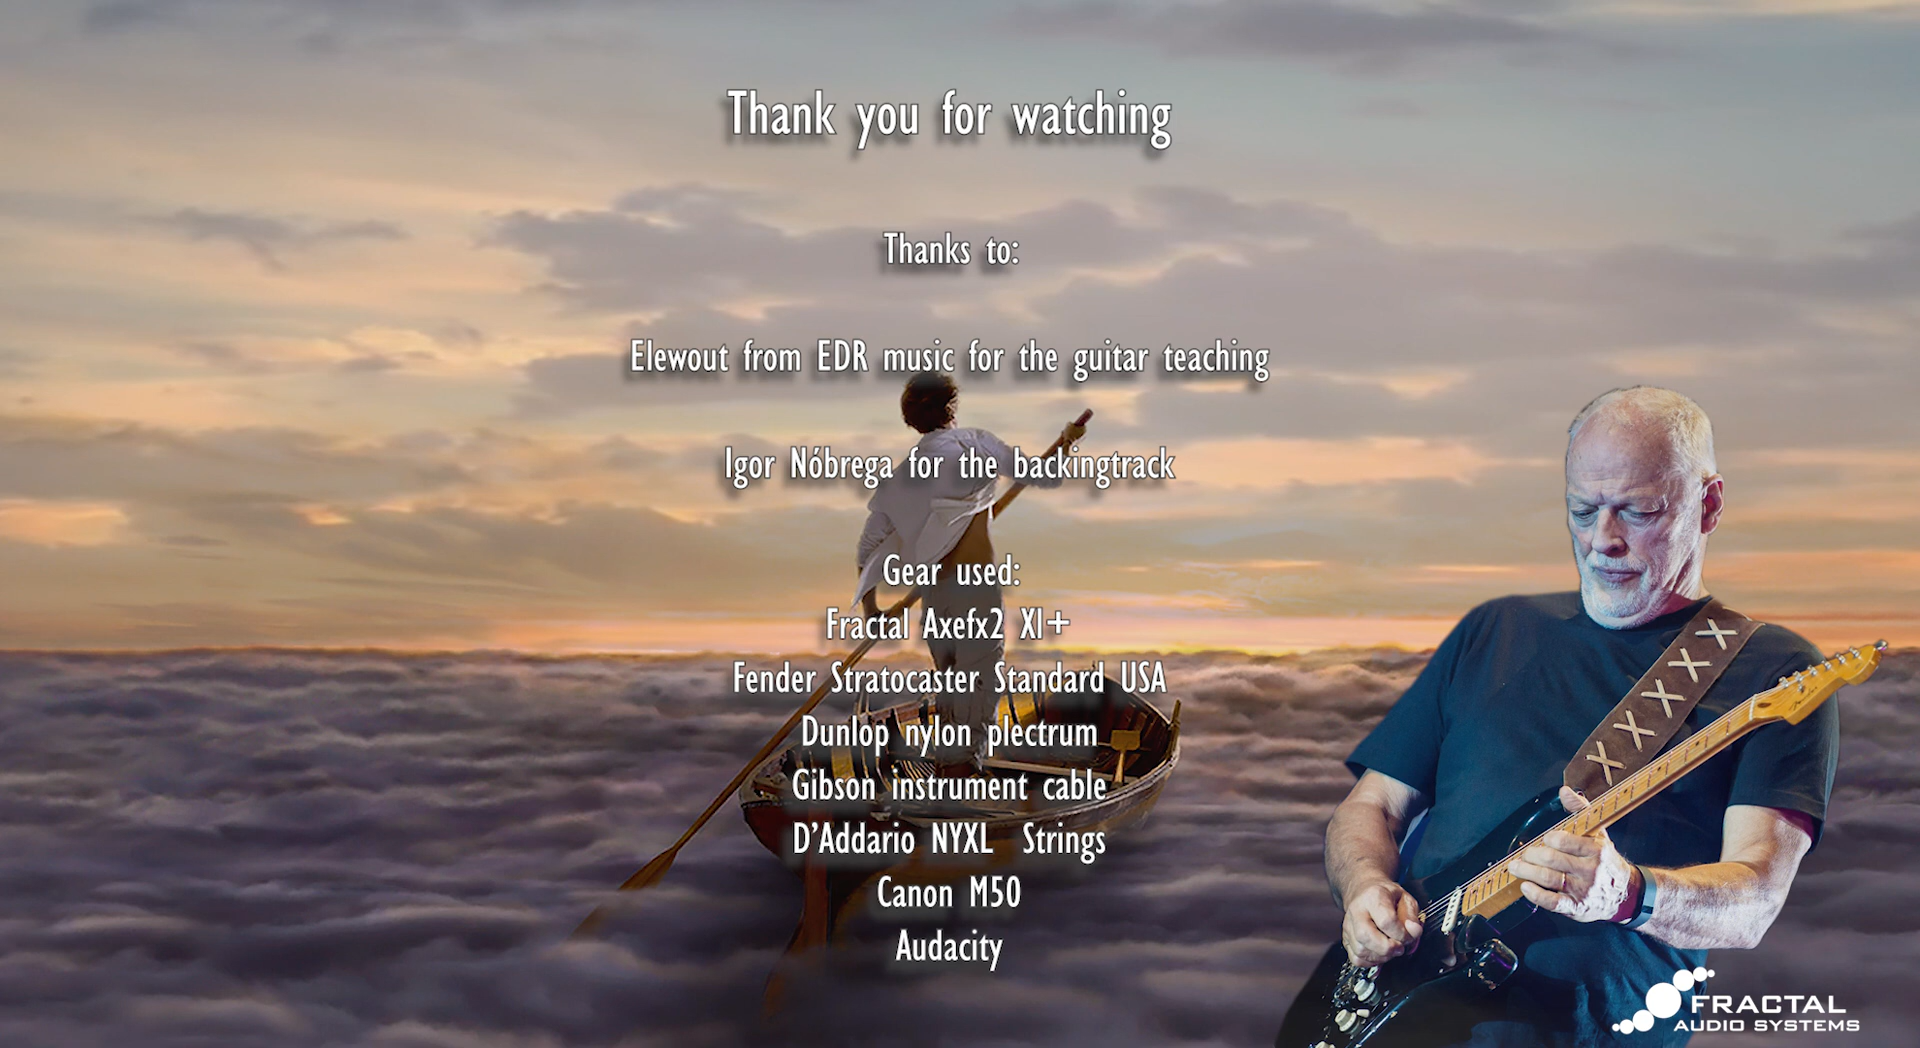 Thank you for watching
Thanks to:
Elewout from EDR music for the guitar teaching
Igor Nóbrega for the backingtrack
Gear used:
Fractal Axefx2 Xl+
Fender Stratocaster Standard USA
Dunlop nylon plectrum
Gibson instrument cable
D'Addario NYXL Strings
Canon M50
Audacity
FRACTAL
AUDIO SYSTEMS